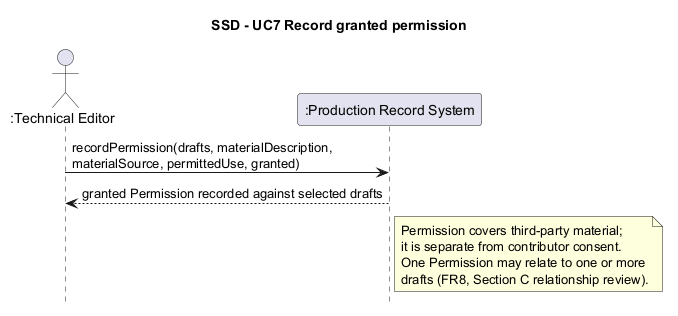 SSD - UC7 Record granted permission
:Technical Editor
:Production Record System
recordPermission(drafts, materialDescription,
materialSource, permittedUse, granted)
granted Permission recorded against selected drafts
Permission covers third-party material;
it is separate from contributor consent.
One Permission may relate to one or more
drafts (FR8, Section C relationship review).